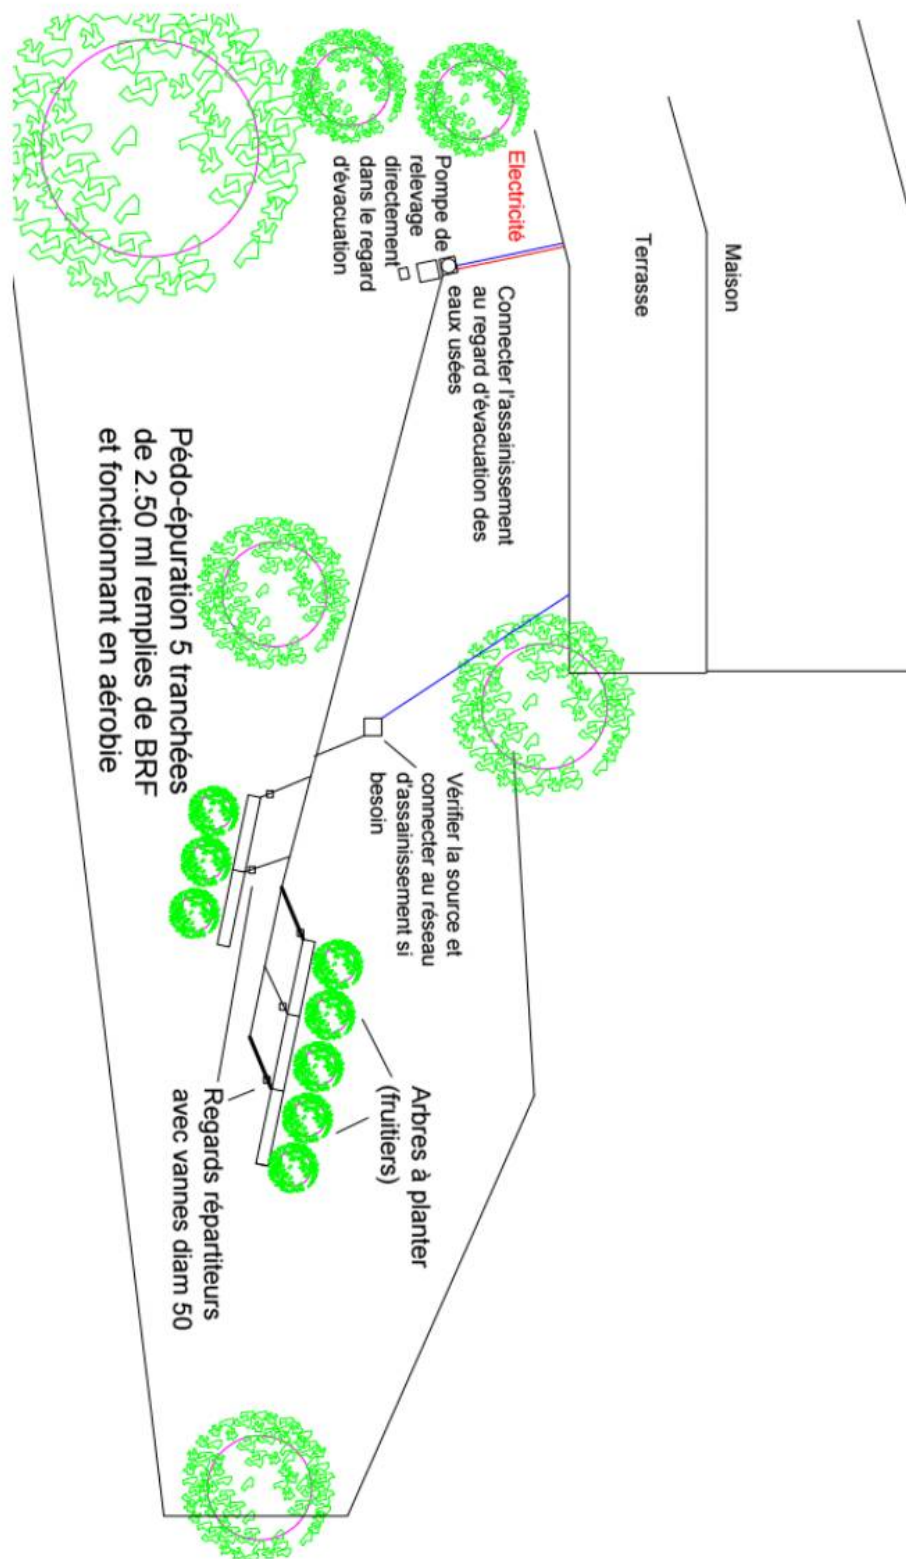 Maison
Terrasse
Electricité
Pompe de
relevage
directement
dans le regard
d'évacuation
Connecter l'assainissement
au regard d'évacuation des
eaux usées
Vérifier la source et
connecter au réseau
d'assainissement si
besoin
Pédo-épuration 5 tranchées
de 2.50 ml remplies de BRF
et fonctionnant en aérobie
Arbres à planter
(fruitiers)
Regards répartiteurs
avec vannes diam 50